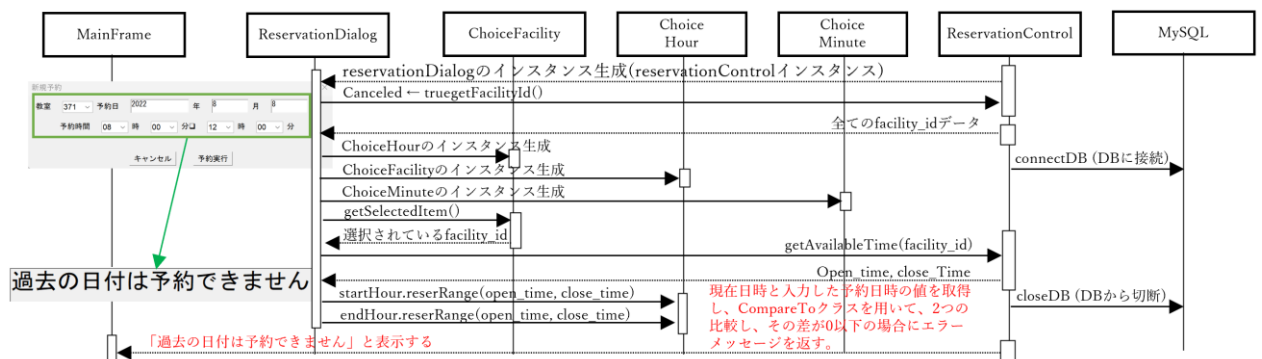 MainFrame
ReservationDialog
ChoiceFacility
Choice
Hour
Choice
Minute
ReservationControl
MySQL
reservationDialogのインスタンス生成(reservationControlインスタンス)
新規予約
教室 371 予約日 2022 年 8 月 8
予約時間 08 時 00 分 12 時 00 分
キャンセル 予約実行
Canceled ← truegetFacilityId()
全てのfacility_idデータ
ChoiceHourのインスタンス生成
connectDB (DBに接続)
ChoiceFacilityのインスタンス生成
ChoiceMinuteのインスタンス生成
getSelectedItem()
選択されているfacility_id
getAvailableTime(facility_id)
過去の日付は予約できません
Open_time, close_Time
startHour.reserRange(open_time, close_time)
endHour.reserRange(open_time, close_time)
現在日時と入力した予約日時の値を取得
し、CompareToクラスを用いて、2つの
比較し、その差が0以下の場合にエラー
メッセージを返す。
closeDB (DBから切断)
「過去の日付は予約できません」と表示する